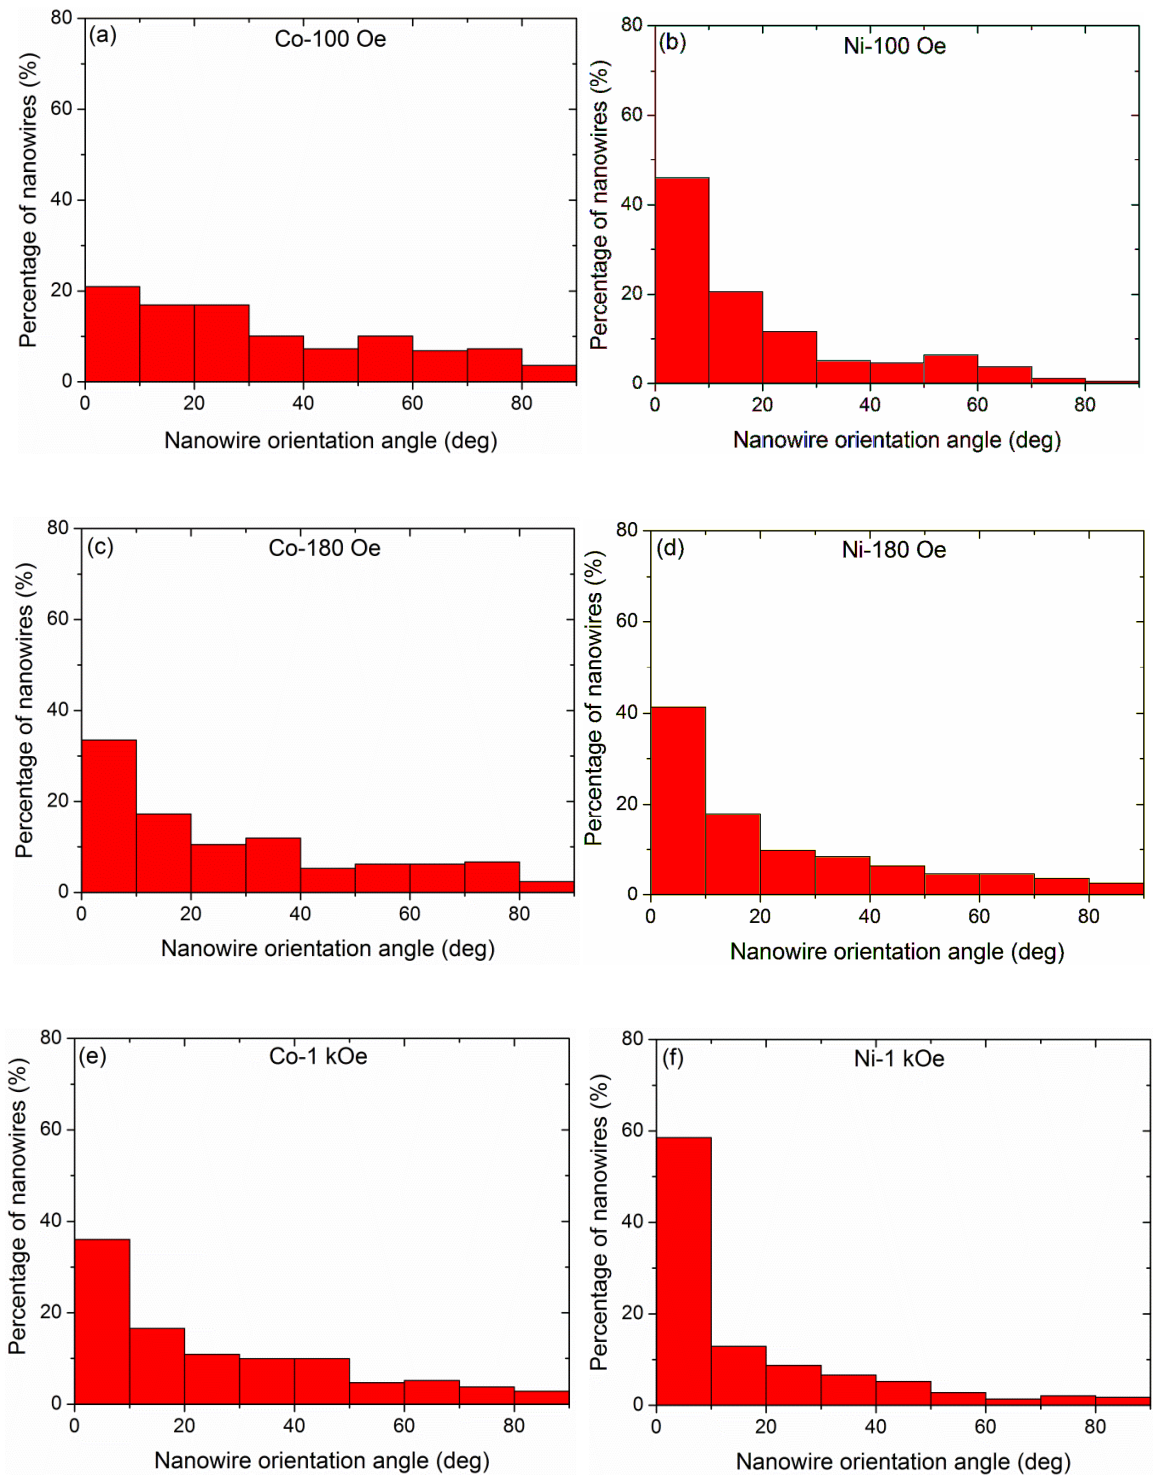 (a) Co-100 Oe
Percentage of nanowires (%)
80
60
40
20
0
0 20 40 60 80
Nanowire orientation angle (deg)
(b) Ni-100 Oe
Percentage of nanowires (%)
80
60
40
20
0
0 20 40 60 80
Nanowire orientation angle (deg)
(c) Co-180 Oe
Percentage of nanowires (%)
80
60
40
20
0
0 20 40 60 80
Nanowire orientation angle (deg)
(d) Ni-180 Oe
Percentage of nanowires (%)
80
60
40
20
0
0 20 40 60 80
Nanowire orientation angle (deg)
(e) Co-1 kOe
Percentage of nanowires (%)
80
60
40
20
0
0 20 40 60 80
Nanowire orientation angle (deg)
(f) Ni-1 kOe
Percentage of nanowires (%)
80
60
40
20
0
0 20 40 60 80
Nanowire orientation angle (deg)